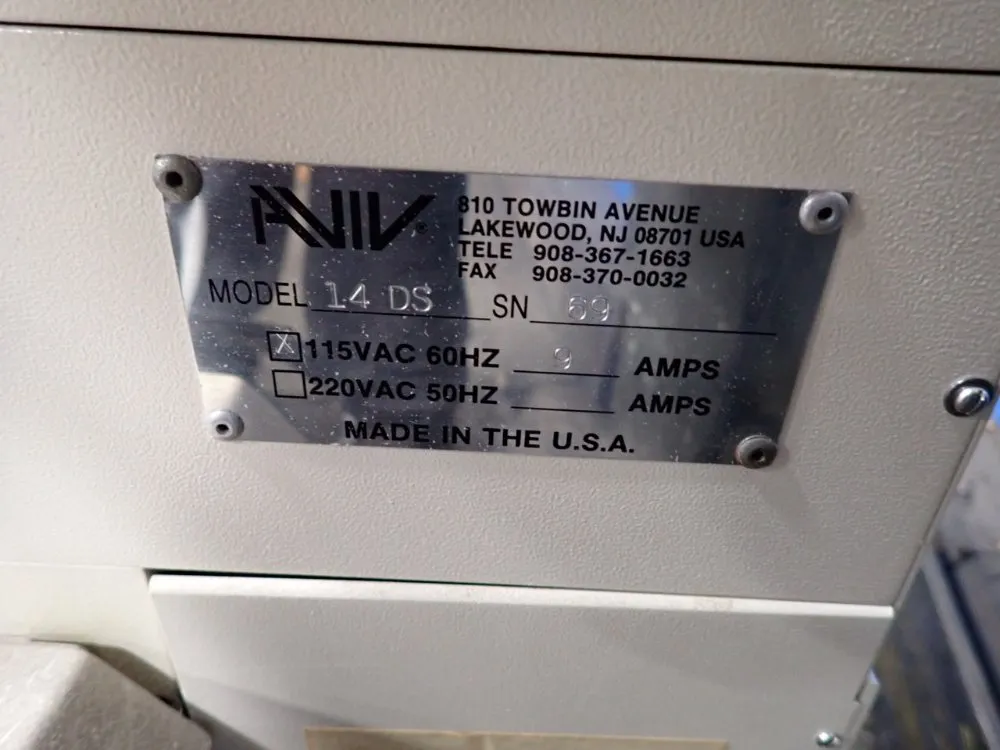 AVIV®
810 TOWBIN AVENUE
LAKEWOOD, NJ 08701 USA
TELE 908-367-1663
FAX 908-370-0032
MODEL 14 DS SN 69
X 115VAC 60HZ 9 AMPS
220VAC 50HZ AMPS
MADE IN THE U.S.A.